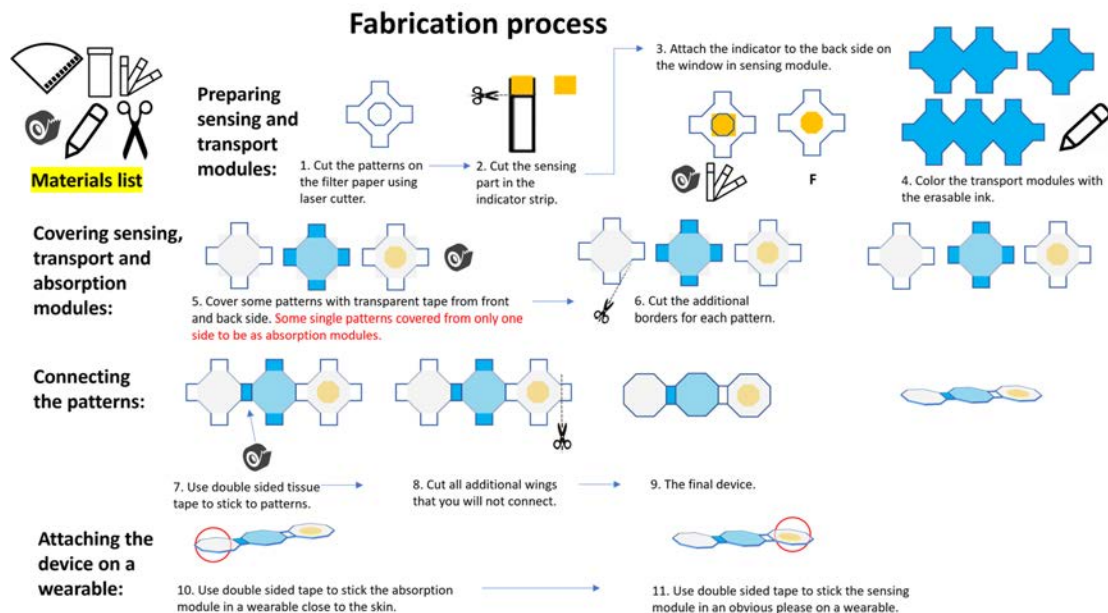 Fabrication process
Materials list
Preparing
sensing and
transport
modules:
1. Cut the patterns on
the filter paper using
laser cutter.
2. Cut the sensing
part in the
indicator strip.
3. Attach the indicator to the back side on
the window in sensing module.
F
4. Color the transport modules with
the erasable ink.
Covering sensing,
transport and
absorption
modules:
5. Cover some patterns with transparent tape from front
and back side. Some single patterns covered from only one
side to be as absorption modules.
6. Cut the additional
borders for each pattern.
Connecting
the patterns:
7. Use double sided tissue
tape to stick to patterns.
8. Cut all additional wings
that you will not connect.
9. The final device.
Attaching the
device on a
wearable:
10. Use double sided tape to stick the absorption
module in a wearable close to the skin.
11. Use double sided tape to stick the sensing
module in an obvious please on a wearable.